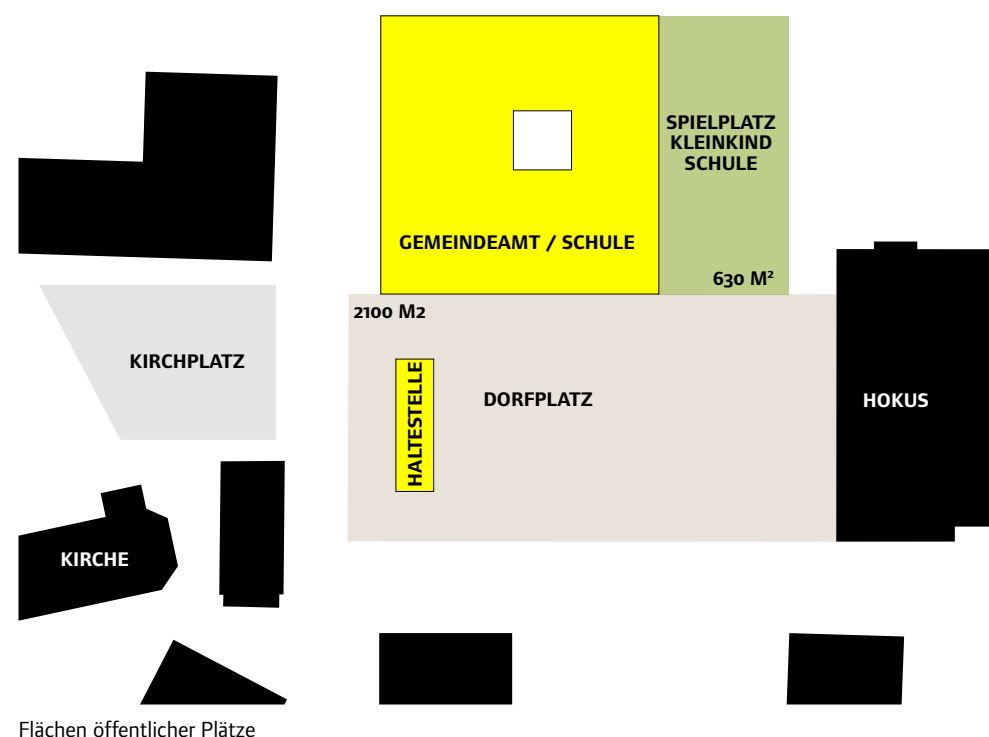 SPIELPLATZ
KLEINKIND
SCHULE
GEMEINDEAMT / SCHULE
630 M²
2100 M2
KIRCHPLATZ
HALTESTELLE
DORFPLATZ
HOKUS
KIRCHE
Flächen öffentlicher Plätze